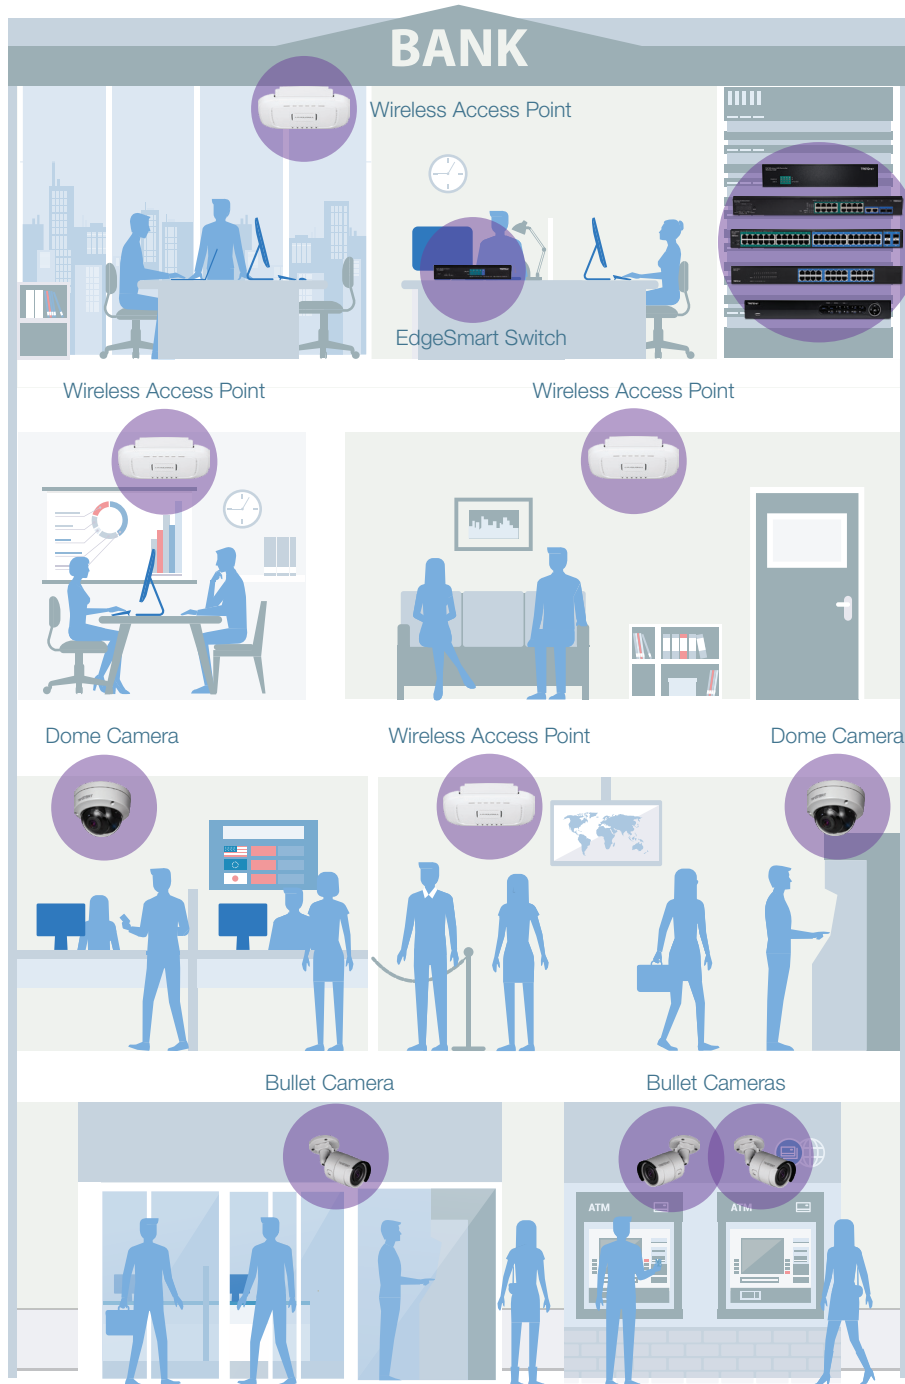 BANK
Wireless Access Point
EdgeSmart Switch
Wireless Access Point
Wireless Access Point
Dome Camera
Wireless Access Point
Dome Camera
Bullet Camera
Bullet Cameras
ATM
ATM